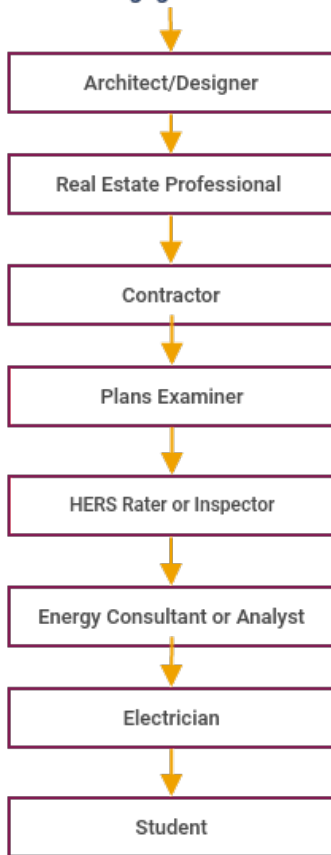 Architect/Designer
Real Estate Professional
Contractor
Plans Examiner
HERS Rater or Inspector
Energy Consultant or Analyst
Electrician
Student